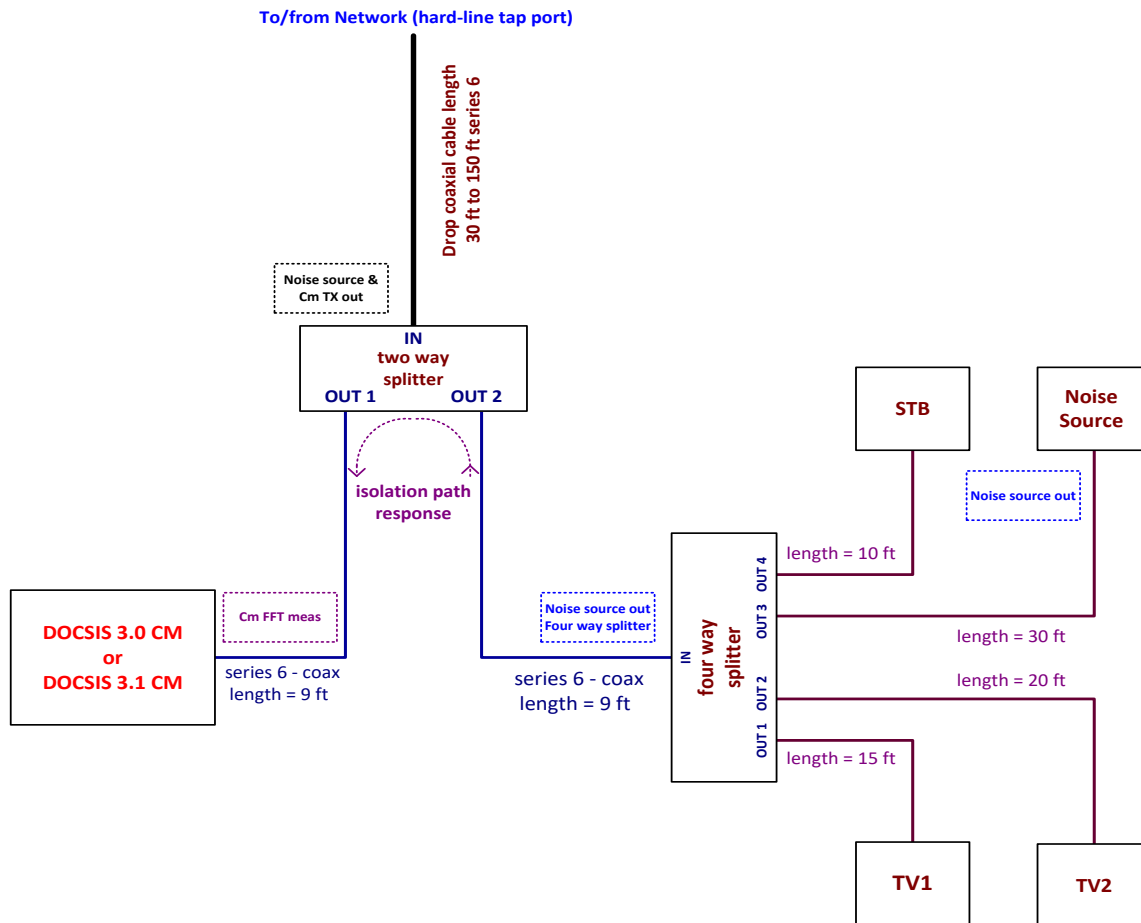 To/from Network (hard-line tap port)
Drop coaxial cable length
30 ft to 150 ft series 6
Noise source &
Cm TX out
IN
two way
splitter
OUT 1
OUT 2
isolation path
response
STB
Noise
Source
Noise source out
length = 10 ft
OUT 4
OUT 3
length = 30 ft
Cm FFT meas
Noise source out
Four way splitter
DOCSIS 3.0 CM
or
DOCSIS 3.1 CM
series 6 - coax
length = 9 ft
series 6 - coax
length = 9 ft
IN
four way
splitter
length = 20 ft
OUT 2
OUT 1
length = 15 ft
TV1
TV2